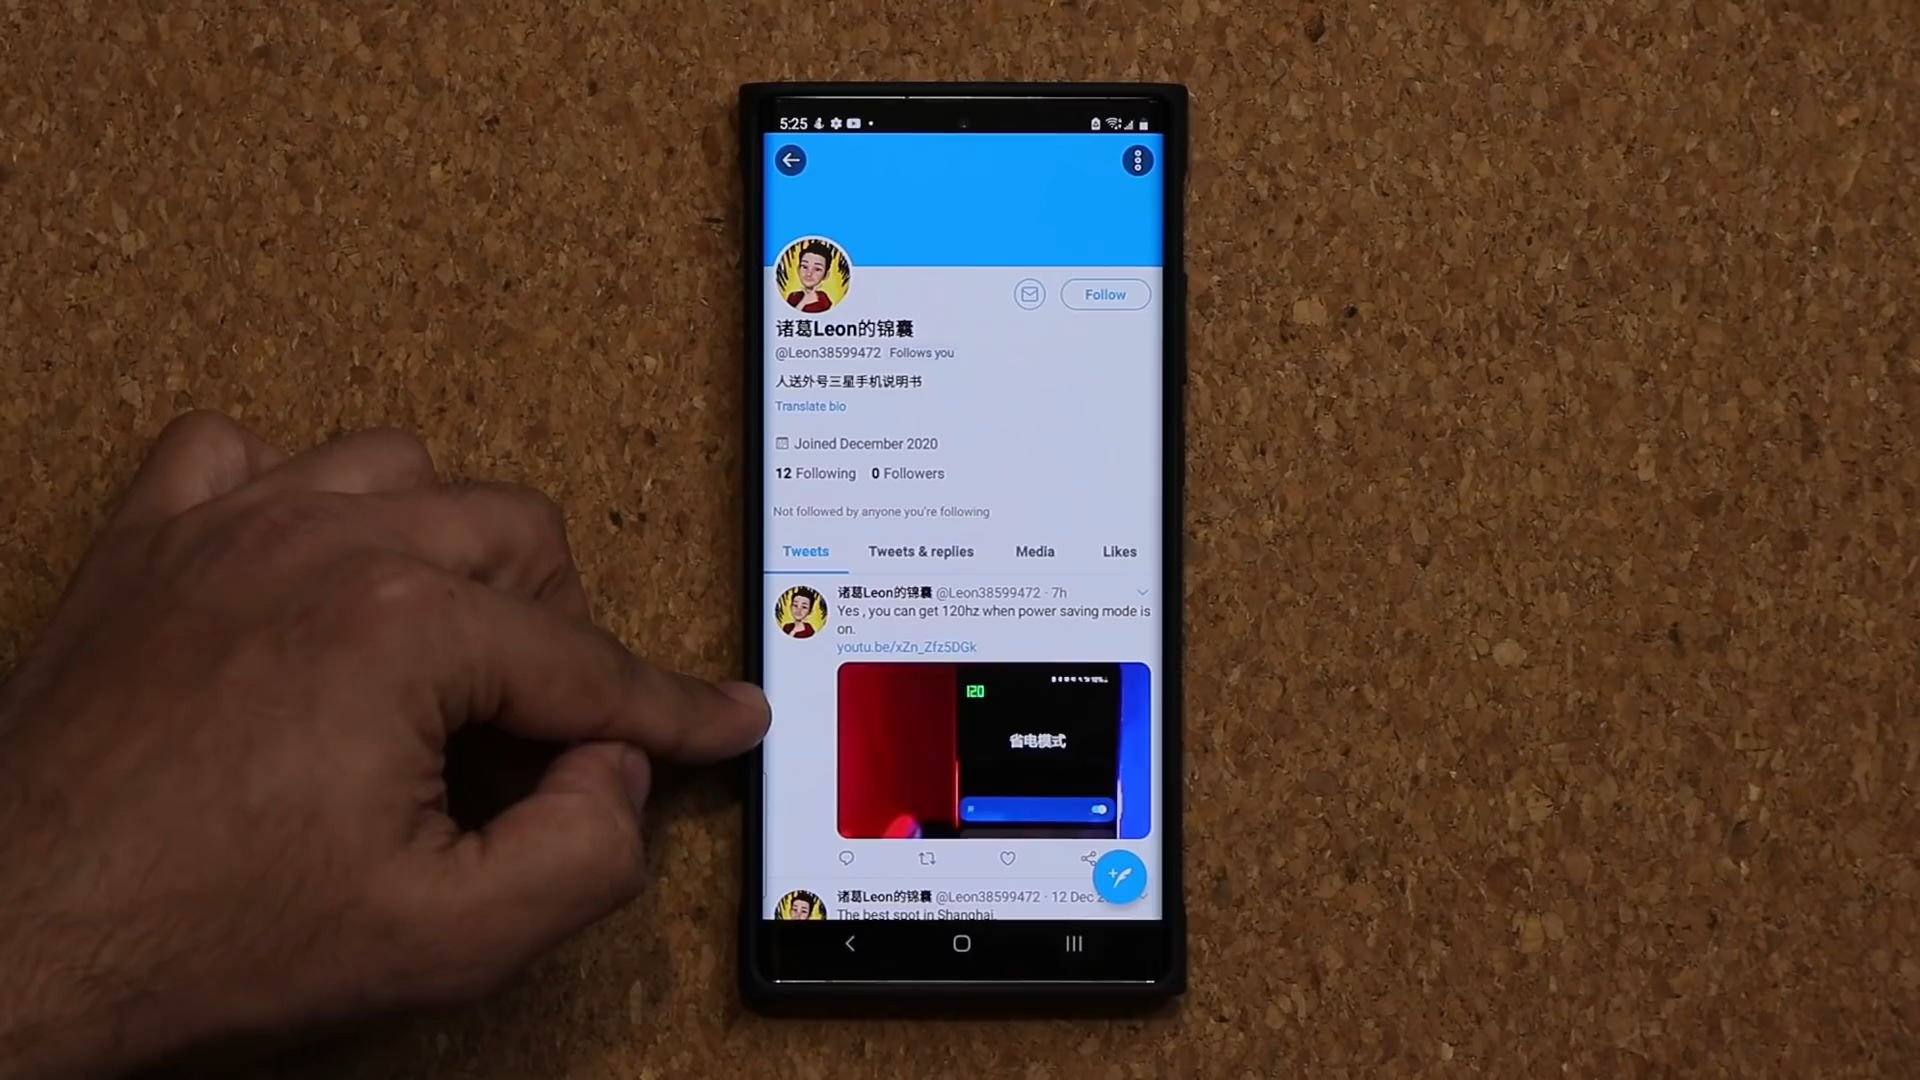 5:25
诸葛Leon的锦囊
@Leon38599472 Follows you
Follow
人送外号三星手机说明书
Translate bio
Joined December 2020
12 Following 0 Followers
Not followed by anyone you're following
Tweets Tweets & replies Media Likes
诸葛Leon的锦囊 @Leon38599472 · 7h
Yes , you can get 120hz when power saving mode is
on.
youtu.be/xZn_Zfz5DGk
120
省电模式
诸葛Leon的锦囊 @Leon38599472 · 12 Dec
The best spot in Shanghai.